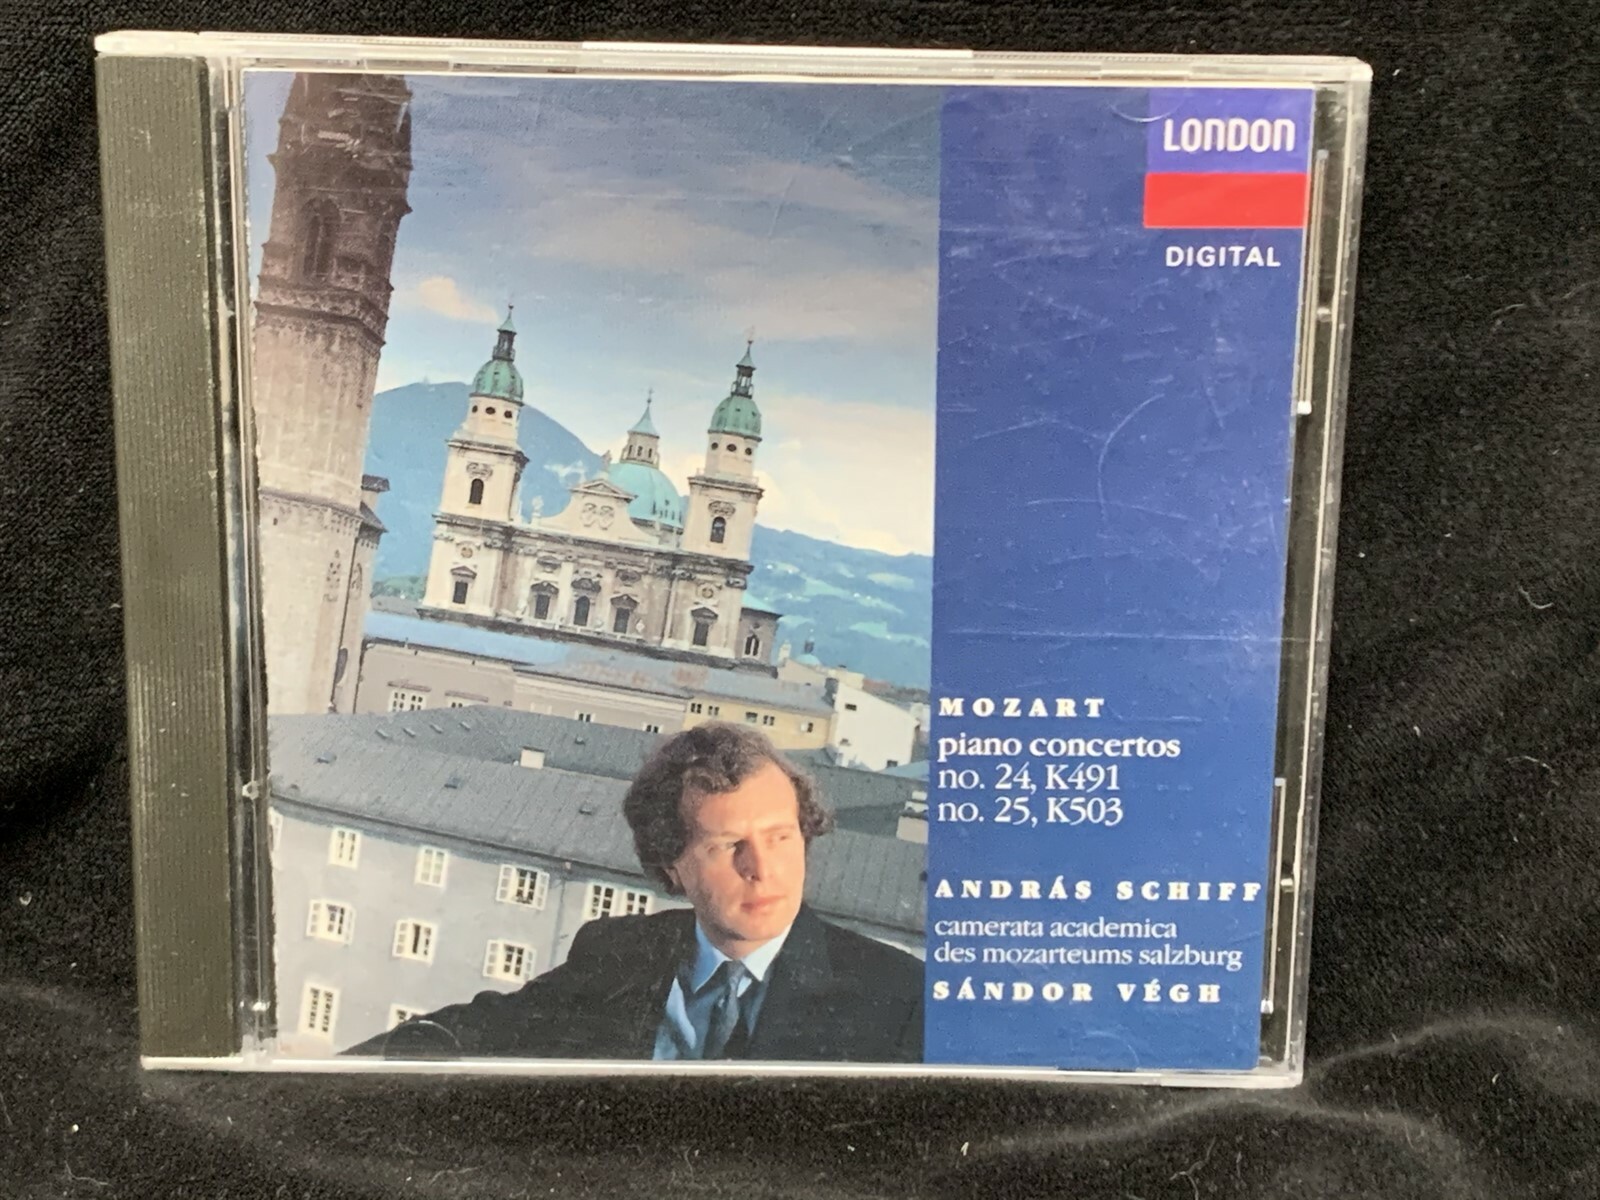 LONDON
DIGITAL
MOZART
piano concertos
no. 24, K491
no. 25, K503
ANDRÁS SCHIFF
camerata academica
des mozarteums salzburg
SÁNDOR VÉGH